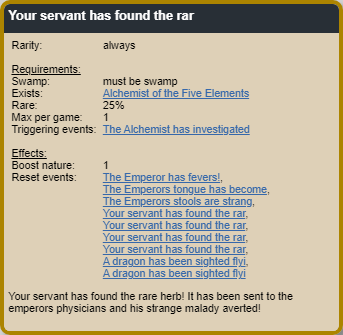 Your servant has found the rar
Rarity: always
Requirements:
Swamp: must be swamp
Exists: Alchemist of the Five Elements
Rare: 25%
Max per game: 1
Triggering events: The Alchemist has investigated
Effects:
Boost nature: 1
Reset events: The Emperor has fevers!,
The Emperors tongue has become,
The Emperors stools are strang,
Your servant has found the rar,
Your servant has found the rar,
Your servant has found the rar,
Your servant has found the rar,
A dragon has been sighted flyi,
A dragon has been sighted flyi
Your servant has found the rare herb! It has been sent to the
emperors physicians and his strange malady averted!